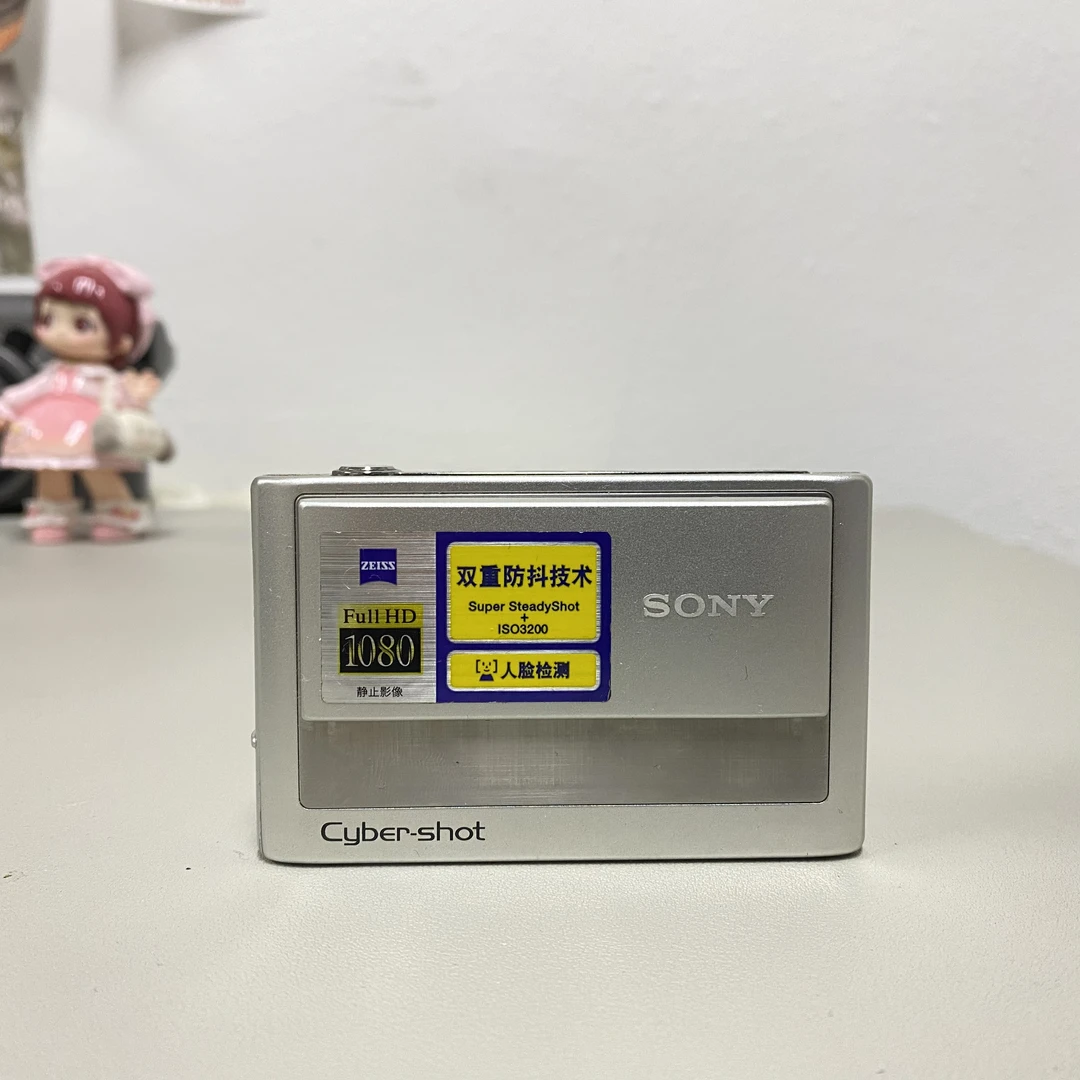 ZEISS
Full HD
1080
静止影像
双重防抖技术
Super SteadyShot
+
ISO3200
人脸检测
SONY
Cyber-shot